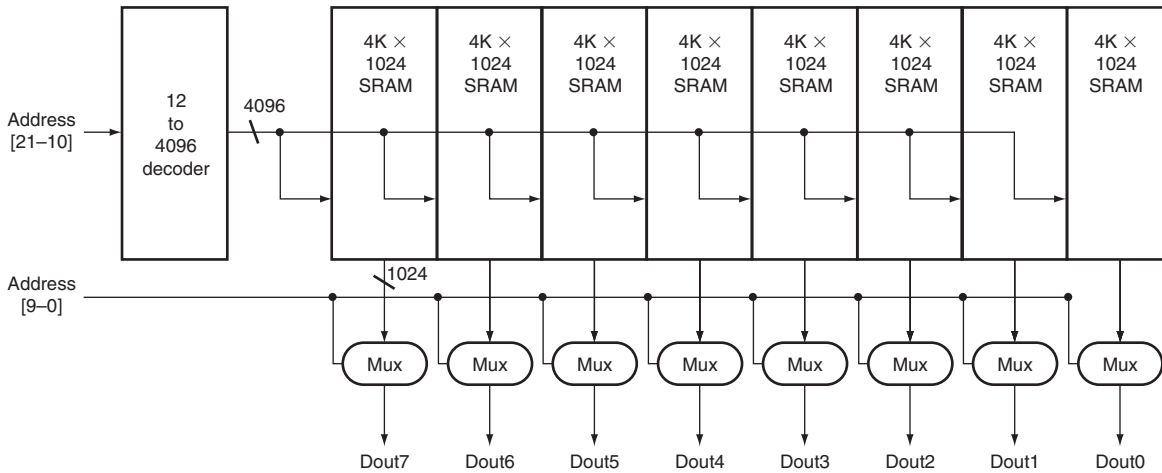 4K ×
1024
SRAM
4K ×
1024
SRAM
4K ×
1024
SRAM
4K ×
1024
SRAM
4K ×
1024
SRAM
4K ×
1024
SRAM
4K ×
1024
SRAM
4K ×
1024
SRAM
Address
[21–10]
12
to
4096
decoder
4096
Address
[9–0]
1024
Mux
Mux
Mux
Mux
Mux
Mux
Mux
Mux
Dout7
Dout6
Dout5
Dout4
Dout3
Dout2
Dout1
Dout0